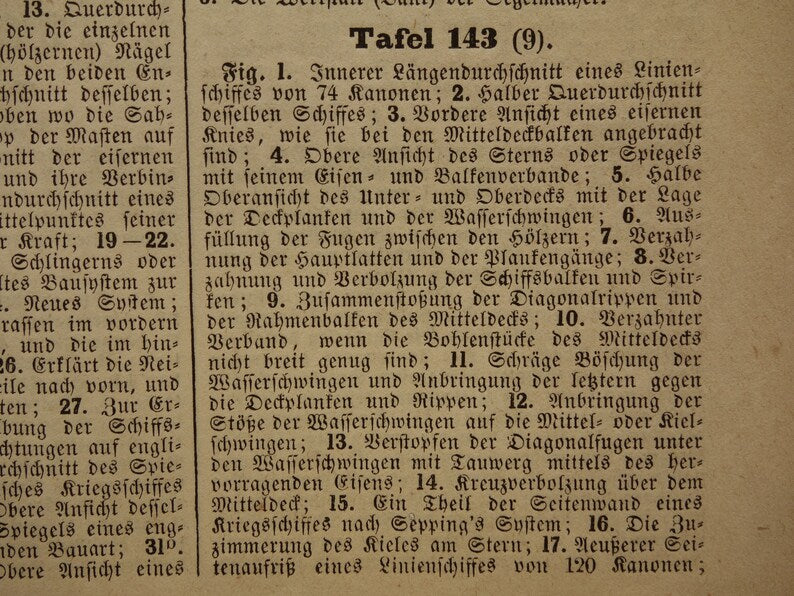 13. Querdurch-
der die einzelnen
(hölzernen) Nägel
n den beiden En-
chschnitt desselben;
oben wo die Sah-
pp der Masten auf
nitt der eisernen
und ihre Verbin-
ndurchschnitt eines
ittelpunktes seiner
r Kraft; 19—22.
Schlingerns oder
ltes Bausystem zur
4. Neues System;
rassen im vordern
, und die im hin-
26. Erklärt die Nei-
eile nach vorn, und
ten; 27. Zur Er-
bung der Schiffs-
chtungen auf engli-
rchschnitt des Spie-
sches Kriegsschiffes
Obere Ansicht dessel-
Spiegels eines eng-
nden Bauart; 31D.
Obere Ansicht eines
Die Werkstatt (Dahl) der Segelmacher.
Tafel 143 (9).
Fig. 1. Innerer Längendurchschnitt eines Linien-
schiffes von 74 Kanonen; 2. Halber Querdurchschnitt
desselben Schiffes; 3. Vordere Ansicht eines eisernen
Knies, wie sie bei den Mitteldeckbalken angebracht
sind; 4. Obere Ansicht des Sterns oder Spiegels
mit seinem Eisen- und Balkenverbande; 5. Halbe
Oberansicht des Unter- und Oberdecks mit der Lage
der Deckplanken und der Wasserschwingen; 6. Aus-
füllung der Fugen zwischen den Hölzern; 7. Verzah-
nung der Hauptlatten und der Plankengänge; 8. Ver-
zahnung und Verbolzung der Schiffsbalken und Spir-
ken; 9. Zusammenstoßung der Diagonalrippen und
der Rahmenbalken des Mitteldecks; 10. Verzahnter
Verband, wenn die Bohlenstücke des Mitteldecks
nicht breit genug sind; 11. Schräge Böschung der
Wasserschwingen und Anbringung der letztern gegen
die Deckplanken und Rippen; 12. Anbringung der
Stöße der Wasserschwingen auf die Mittel- oder Kiel-
schwingen; 13. Verstopfen der Diagonalfugen unter
den Wasserschwingen mit Tauwerg mittels des her-
vorragenden Eisens; 14. Kreuzverbolzung über dem
Mitteldeck; 15. Ein Theil der Seitenwand eines
Kriegsschiffes nach Sepping's System; 16. Die Zu-
zimmerung des Kieles am Stern; 17. Aeußerer Sei-
tenaufriß eines Linienschiffes von 120 Kanonen;